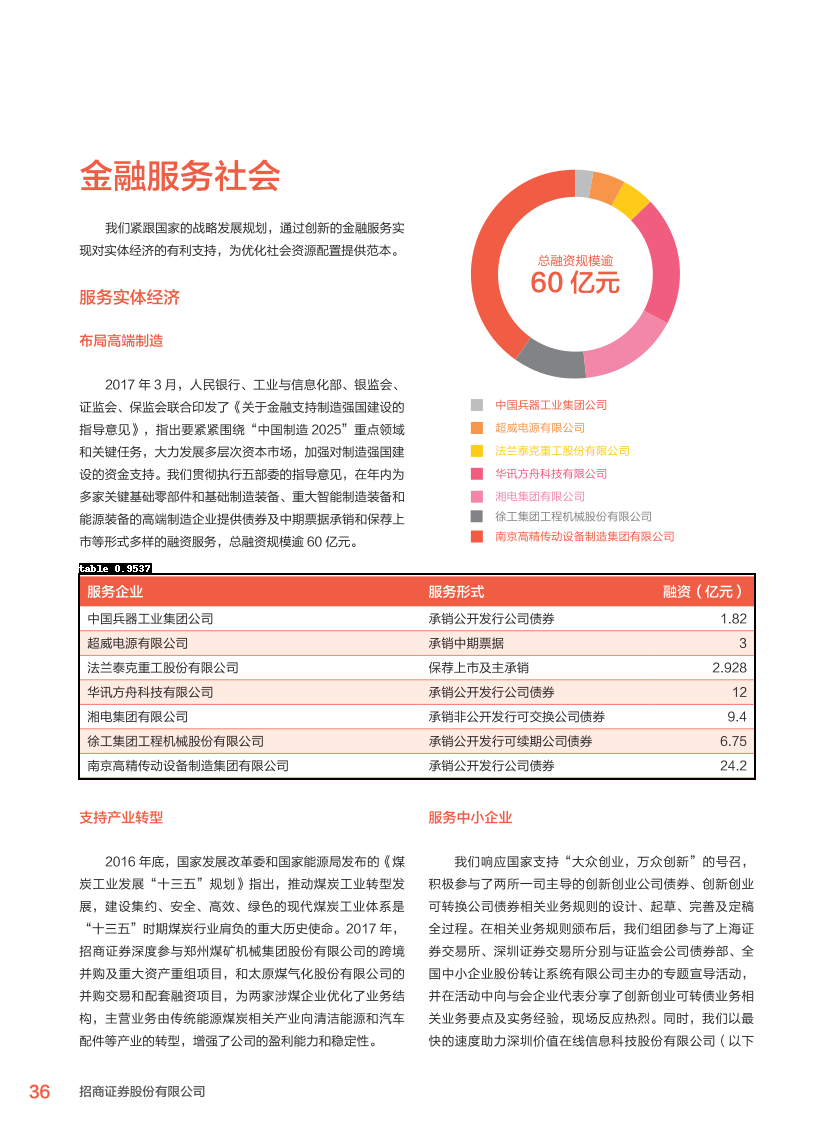 金融服务社会
我们紧跟国家的战略发展规划，通过创新的金融服务实
现对实体经济的有利支持，为优化社会资源配置提供范本。
服务实体经济
布局高端制造
2017 年 3 月，人民银行、工业与信息化部、银监会、
证监会、保监会联合印发了《关于金融支持制造强国建设的
指导意见》，指出要紧紧围绕“中国制造 2025”重点领域
和关键任务，大力发展多层次资本市场，加强对制造强国建
设的资金支持。我们贯彻执行五部委的指导意见，在年内为
多家关键基础零部件和基础制造装备、重大智能制造装备和
能源装备的高端制造企业提供债券及中期票据承销和保荐上
市等形式多样的融资服务，总融资规模逾 60 亿元。
总融资规模逾
60 亿元
中国兵器工业集团公司
超威电源有限公司
法兰泰克重工股份有限公司
华讯方舟科技有限公司
湘电集团有限公司
徐工集团工程机械股份有限公司
南京高精传动设备制造集团有限公司
table 0.9537
服务企业 服务形式 融资（亿元）
中国兵器工业集团公司 承销公开发行公司债券 1.82
超威电源有限公司 承销中期票据 3
法兰泰克重工股份有限公司 保荐上市及主承销 2.928
华讯方舟科技有限公司 承销公开发行公司债券 12
湘电集团有限公司 承销非公开发行可交换公司债券 9.4
徐工集团工程机械股份有限公司 承销公开发行可续期公司债券 6.75
南京高精传动设备制造集团有限公司 承销公开发行公司债券 24.2
支持产业转型
2016 年底，国家发展改革委和国家能源局发布的《煤
炭工业发展“十三五”规划》指出，推动煤炭工业转型发
展，建设集约、安全、高效、绿色的现代煤炭工业体系是
“十三五”时期煤炭行业肩负的重大历史使命。2017 年，
招商证券深度参与郑州煤矿机械集团股份有限公司的跨境
并购及重大资产重组项目，和太原煤气化股份有限公司的
并购交易和配套融资项目，为两家涉煤企业优化了业务结
构，主营业务由传统能源煤炭相关产业向清洁能源和汽车
配件等产业的转型，增强了公司的盈利能力和稳定性。
服务中小企业
我们响应国家支持“大众创业，万众创新”的号召，
积极参与了两所一司主导的创新创业公司债券、创新创业
可转换公司债券相关业务规则的设计、起草、完善及定稿
全过程。在相关业务规则颁布后，我们组团参与了上海证
券交易所、深圳证券交易所分别与证监会公司债券部、全
国中小企业股份转让系统有限公司主办的专题宣导活动，
并在活动中向与会企业代表分享了创新创业可转债业务相
关业务要点及实务经验，现场反应热烈。同时，我们以最
快的速度助力深圳价值在线信息科技股份有限公司（以下
36 招商证券股份有限公司